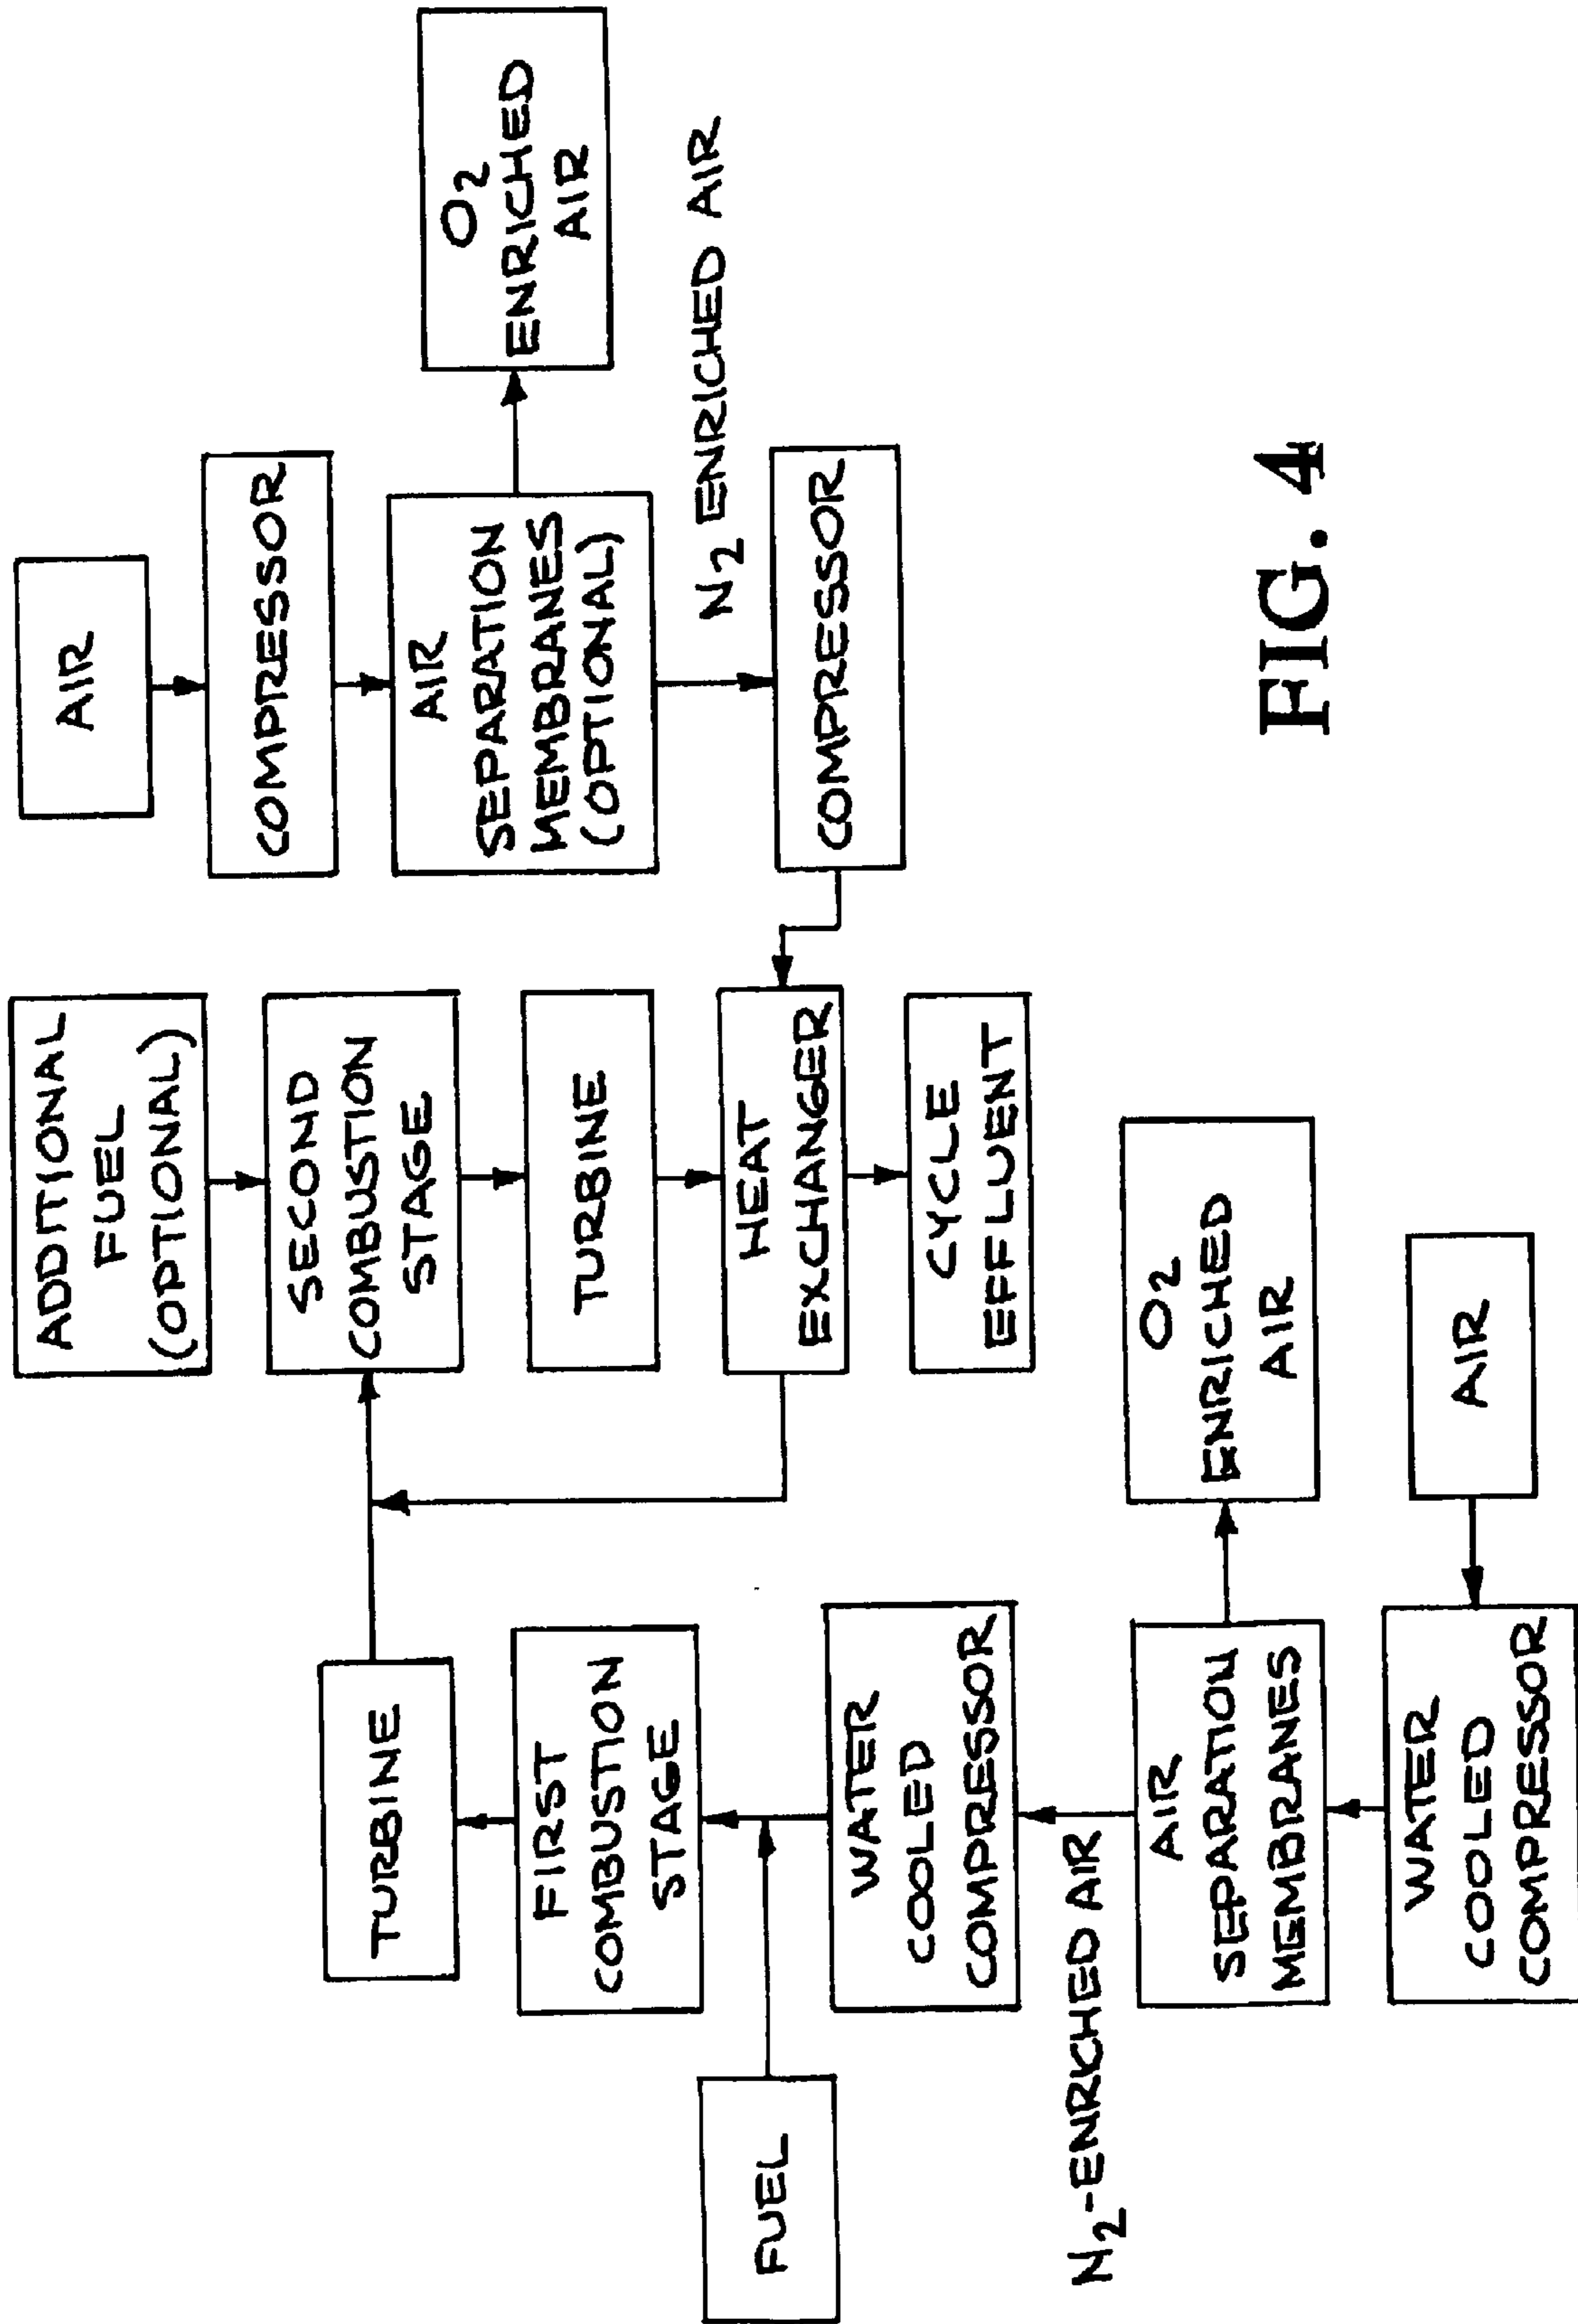 TURBINE
FIRST
COMBUSTION
STAGE
FUEL
WATER
COOLED
COMPRESSOR
N₂-ENRICHED AIR
AIR
SEPARATION
MEMBRANES
O₂
ENRICHED
AIR
WATER
COOLED
COMPRESSOR
AIR
ADDITIONAL
FUEL
(OPTIONAL)
SECOND
COMBUSTION
STAGE
TURBINE
HEAT
EXCHANGER
CYCLE
EFFLUENT
AIR
COMPRESSOR
AIR
SEPARATION
MEMBRANES
(OPTIONAL)
O₂
ENRICHED
AIR
N₂ ENRICHED AIR
COMPRESSOR
FIG. 4